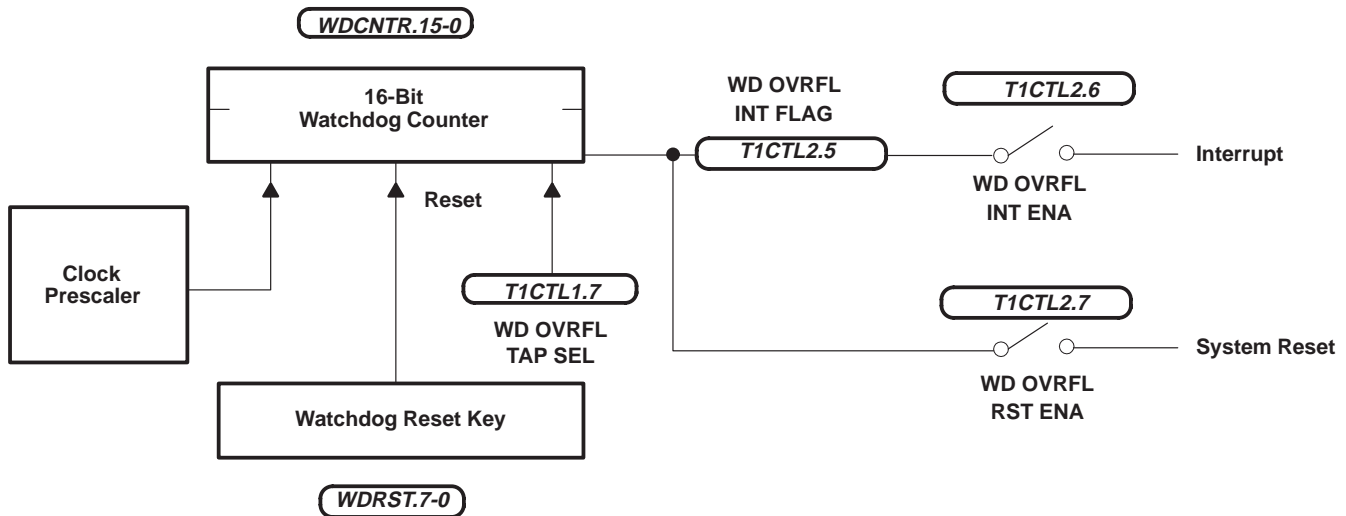 WDCNTR.15-0
16-Bit
Watchdog Counter
WD OVRFL
INT FLAG
T1CTL2.5
T1CTL2.6
WD OVRFL
INT ENA
Interrupt
Reset
Clock
Prescaler
T1CTL1.7
WD OVRFL
TAP SEL
T1CTL2.7
WD OVRFL
RST ENA
System Reset
Watchdog Reset Key
WDRST.7-0